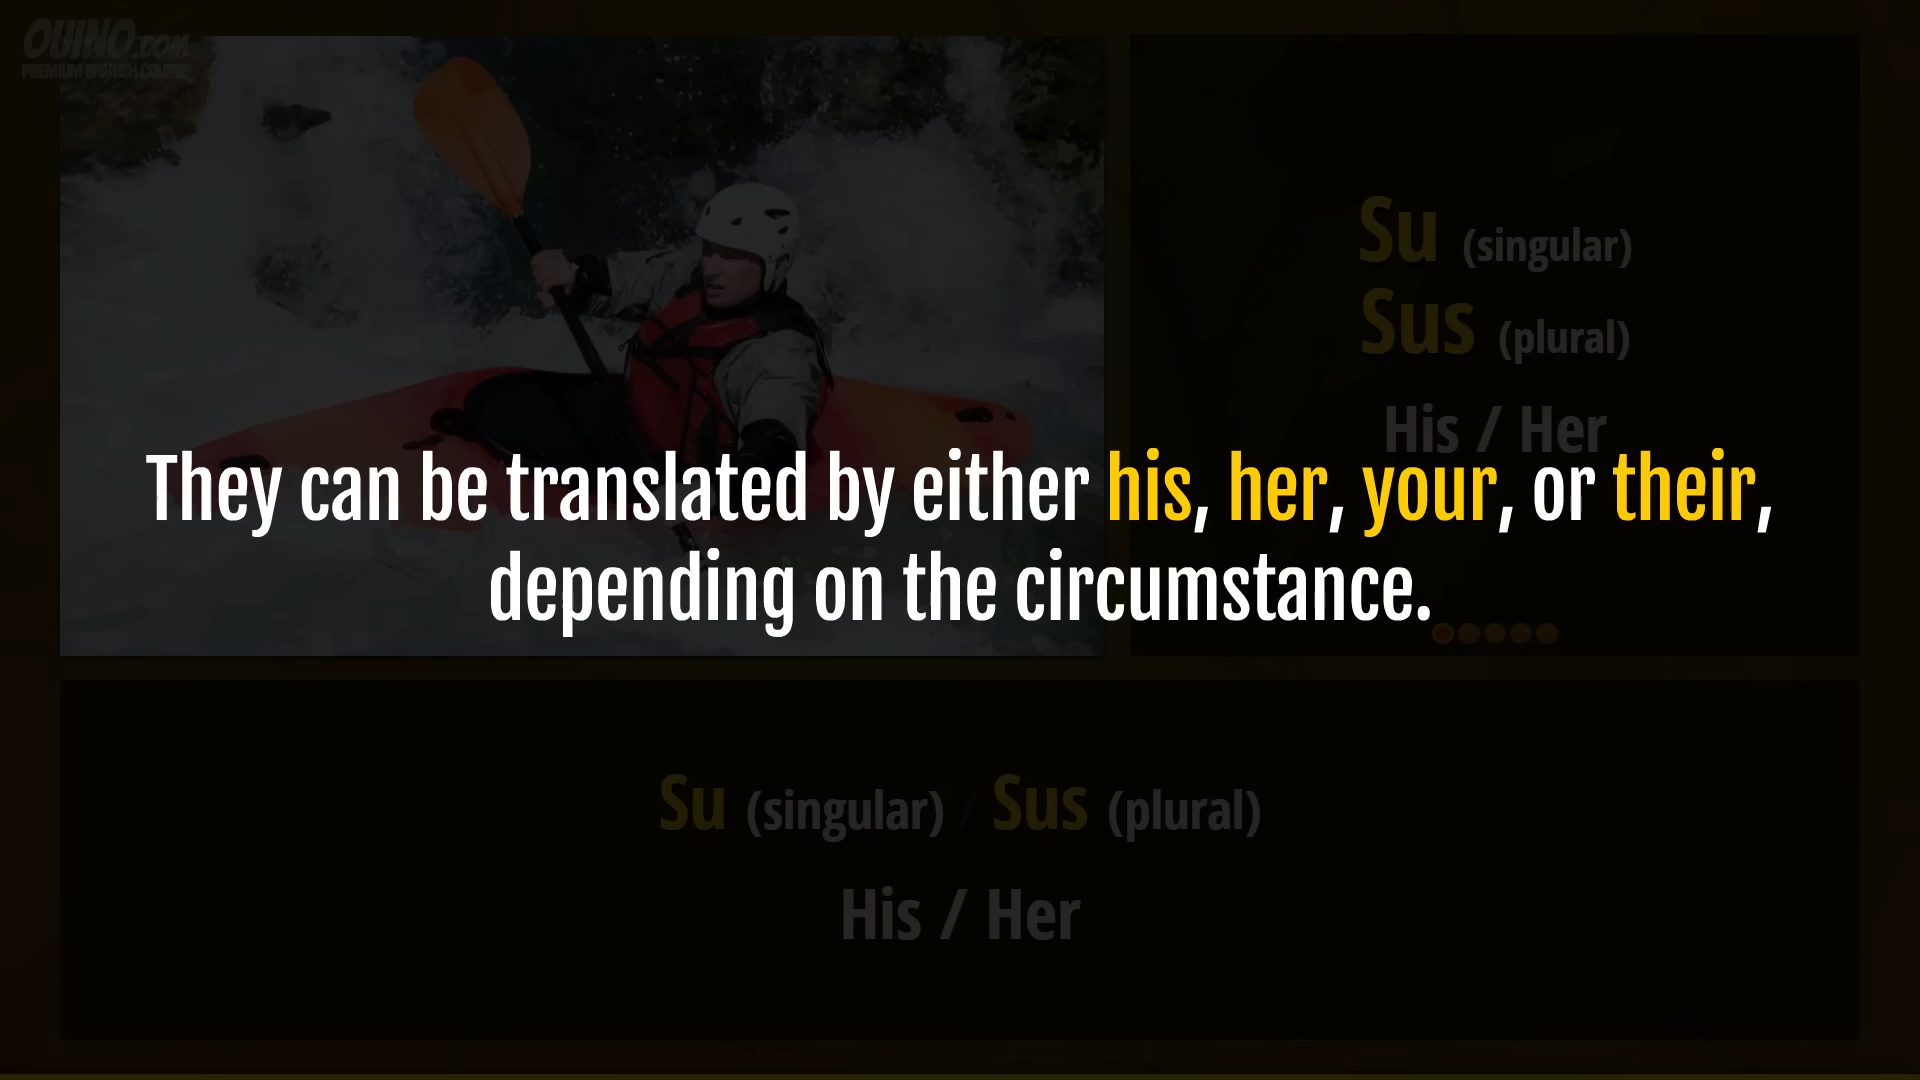 OUINO.COM
PREMIUM SPANISH COURSE
Su (singular)
Sus (plural)
His / Her
They can be translated by either his, her, your, or their,
depending on the circumstance.
Su (singular) / Sus (plural)
His / Her